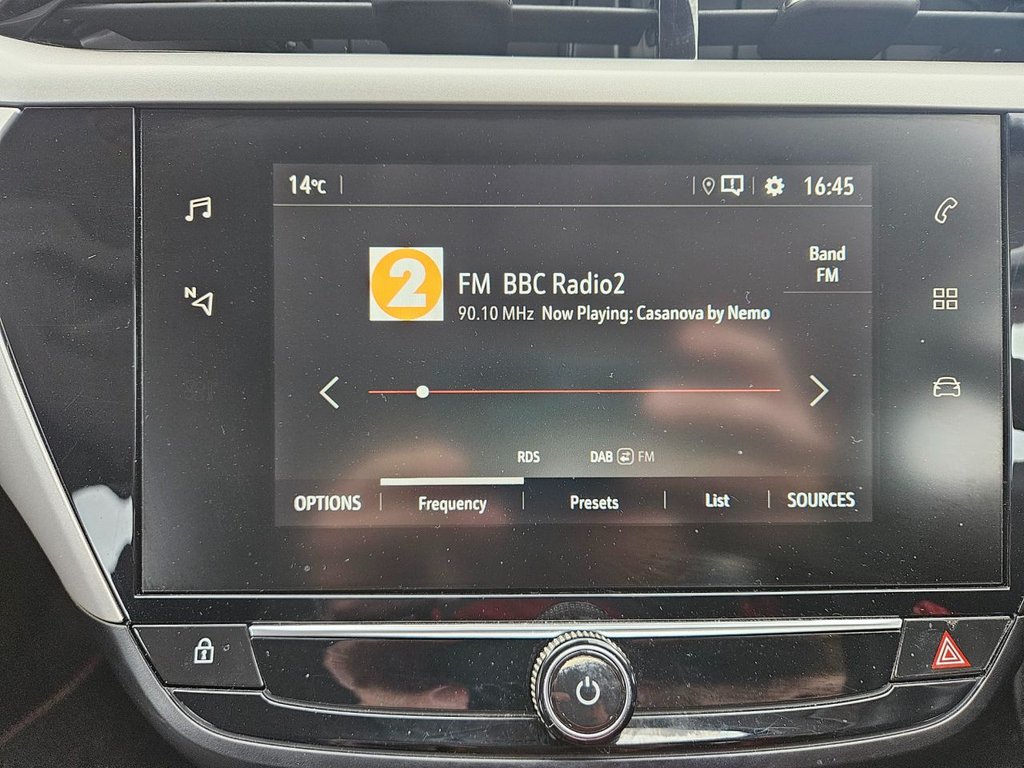 14°C
16:45
N
2
FM BBC Radio2
90.10 MHz Now Playing: Casanova by Nemo
Band
FM
RDS
DAB FM
OPTIONS Frequency Presets List SOURCES